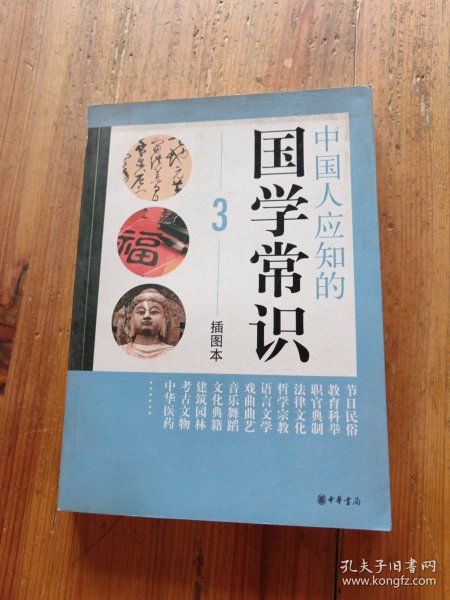 中国人应知的
国学常识
3
插图本
福
节日民俗
教育科举
职官典制
法律文化
哲学宗教
语言文学
戏曲曲艺
音乐舞蹈
文化典籍
建筑园林
考古文物
中华医药
……
中华书局
孔夫子旧书网
www.kongfz.com